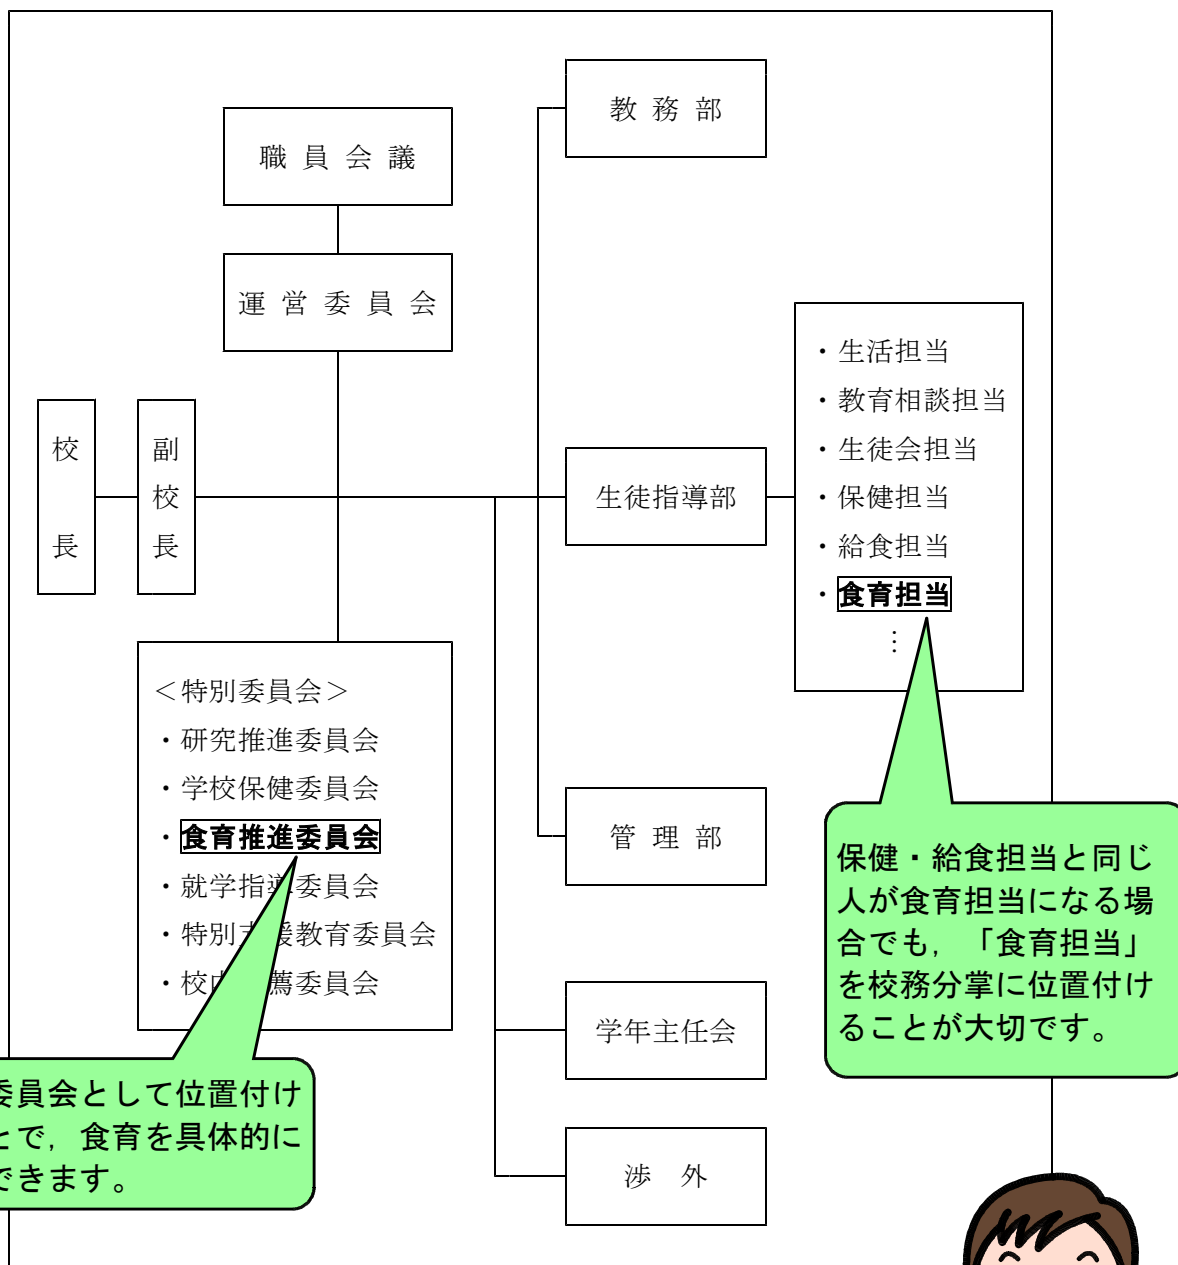 教務部
職員会議
運営委員会
校長
副校長
生徒指導部
・生活担当
・教育相談担当
・生徒会担当
・保健担当
・給食担当
・食育担当
…
＜特別委員会＞
・研究推進委員会
・学校保健委員会
・食育推進委員会
・就学指導委員会
・特別支援教育委員会
・校内 薦委員会
管理部
学年主任会
渉外
保健・給食担当と同じ
人が食育担当になる場
合でも，「食育担当」
を校務分掌に位置付け
ることが大切です。
委員会として位置付け
とで，食育を具体的に
できます。